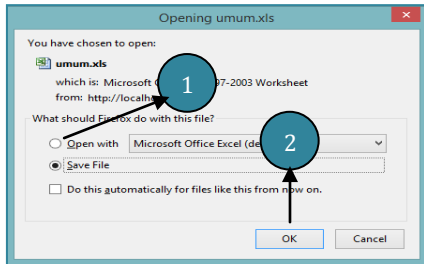 Opening umum.xls
You have chosen to open:
umum.xls
which is: Microsoft 97-2003 Worksheet
from: http://localh
1
What should Firefox do with this file?
2
Open with Microsoft Office Excel (de
Save File
Do this automatically for files like this from now on.
OK Cancel